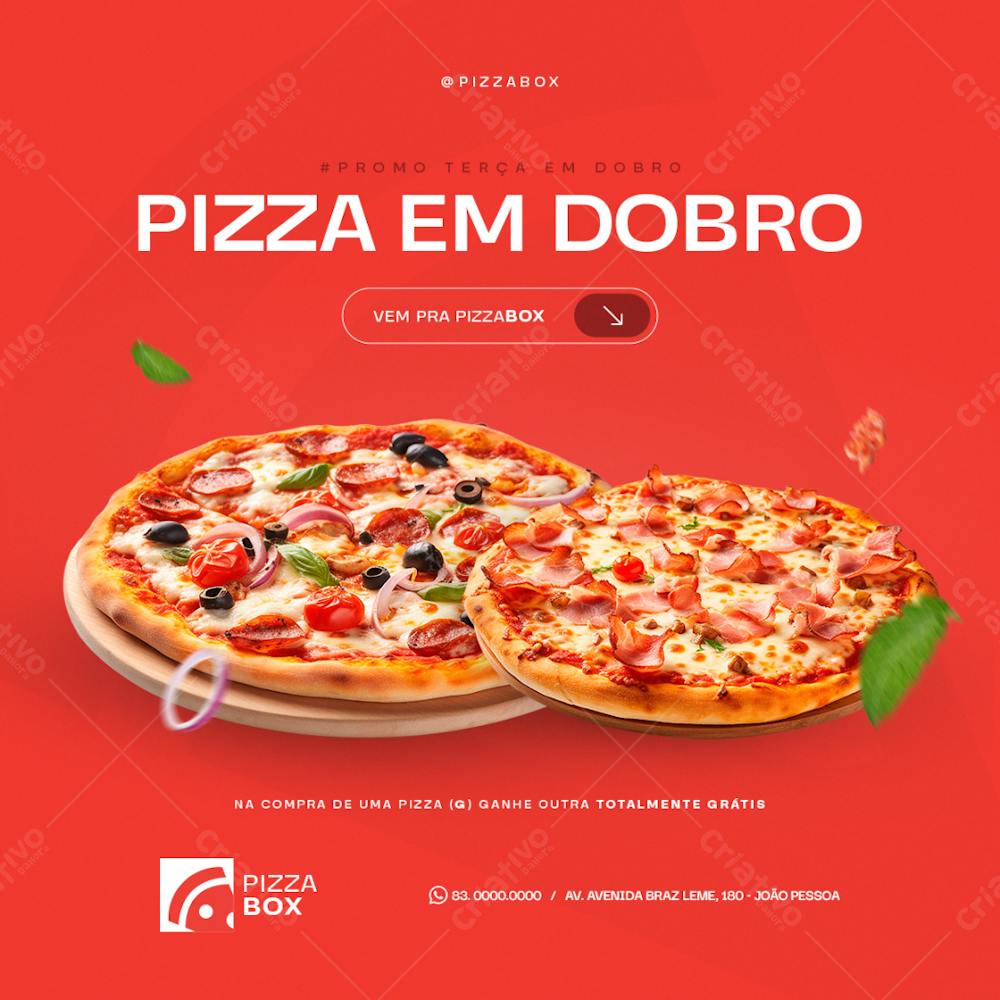 @PIZZABOX
#PROMO TERÇA EM DOBRO
PIZZA EM DOBRO
VEM PRA PIZZABOX
NA COMPRA DE UMA PIZZA (G) GANHE OUTRA TOTALMENTE GRÁTIS
PIZZA
BOX
83. 0000.0000 / AV. AVENIDA BRAZ LEME, 180 - JOÃO PESSOA
Criativo